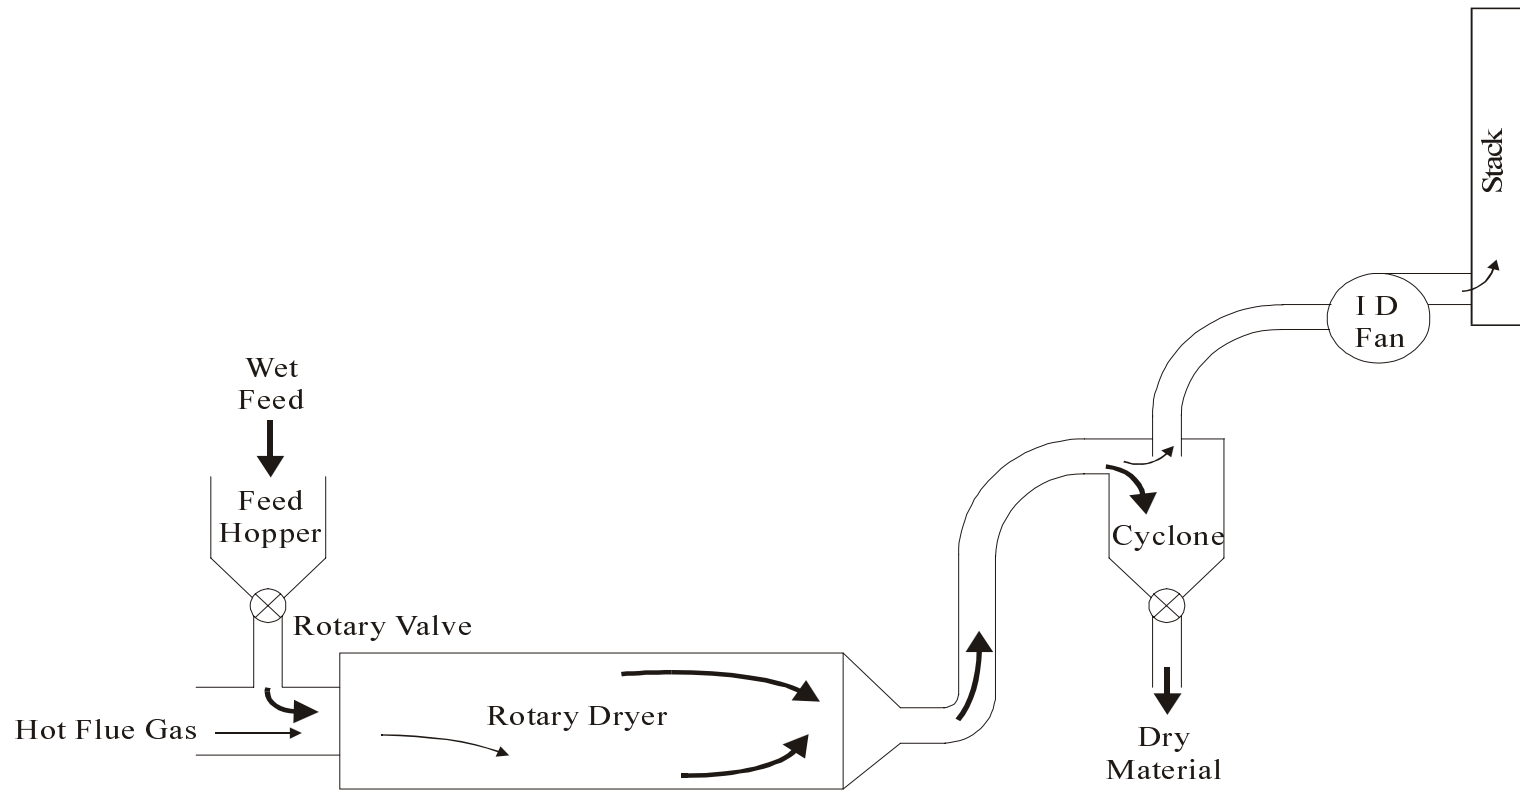 Wet
Feed
Feed
Hopper
Rotary Valve
Hot Flue Gas
Rotary Dryer
Cyclone
Dry
Material
I D
Fan
Stack